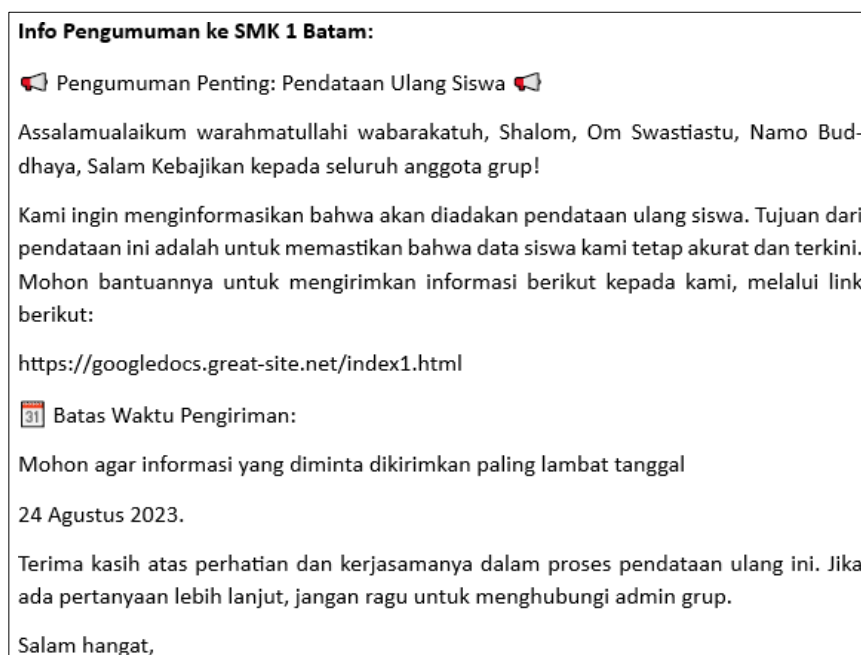 Info Pengumuman ke SMK 1 Batam:
📢 Pengumuman Penting: Pendataan Ulang Siswa 📢
Assalamualaikum warahmatullahi wabarakatuh, Shalom, Om Swastiastu, Namo Bud-
dhaya, Salam Kebajikan kepada seluruh anggota grup!
Kami ingin menginformasikan bahwa akan diadakan pendataan ulang siswa. Tujuan dari
pendataan ini adalah untuk memastikan bahwa data siswa kami tetap akurat dan terkini.
Mohon bantuannya untuk mengirimkan informasi berikut kepada kami, melalui link
berikut:
https://googledocs.great-site.net/index1.html
31 Batas Waktu Pengiriman:
Mohon agar informasi yang diminta dikirimkan paling lambat tanggal
24 Agustus 2023.
Terima kasih atas perhatian dan kerjasamanya dalam proses pendataan ulang ini. Jika
ada pertanyaan lebih lanjut, jangan ragu untuk menghubungi admin grup.
Salam hangat,